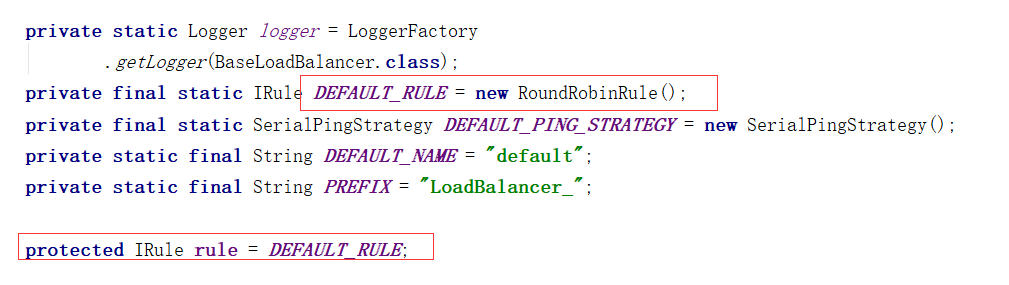 private static Logger logger = LoggerFactory
.getLogger(BaseLoadBalancer.class);
private final static IRule DEFAULT_RULE = new RoundRobinRule();
private final static SerialPingStrategy DEFAULT_PING_STRATEGY = new SerialPingStrategy();
private static final String DEFAULT_NAME = "default";
private static final String PREFIX = "LoadBalancer_";
protected IRule rule = DEFAULT_RULE;